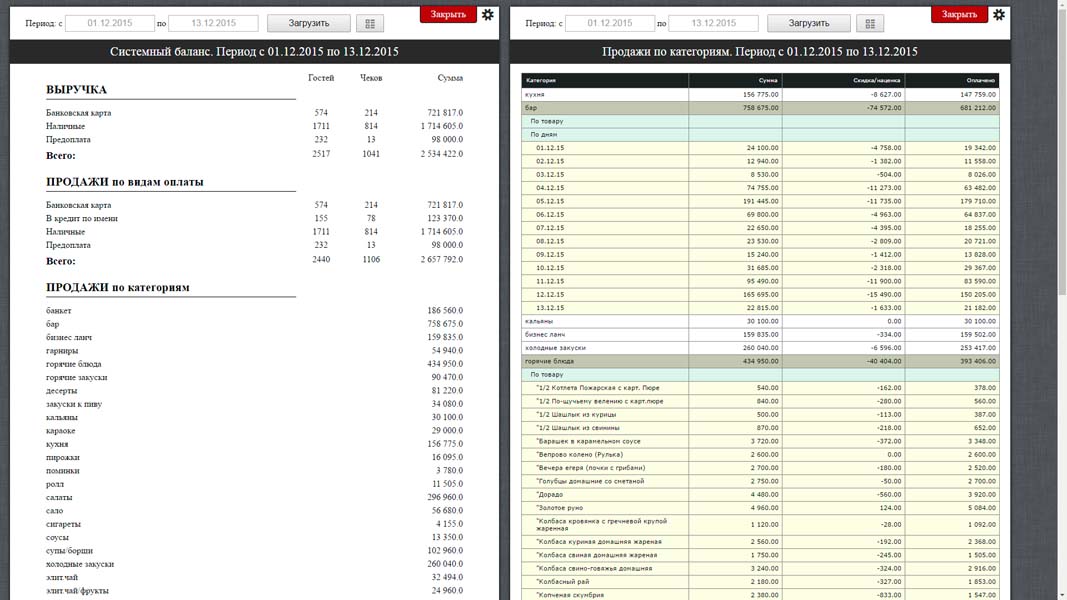 Период: с 01.12.2015 по 13.12.2015 Загрузить Закрыть
Системный баланс. Период с 01.12.2015 по 13.12.2015
Гостей Чеков Сумма
ВЫРУЧКА
Банковская карта 574 214 721 817.0
Наличные 1711 814 1 714 605.0
Предоплата 232 13 98 000.0
Всего: 2517 1041 2 534 422.0
ПРОДАЖИ по видам оплаты
Банковская карта 574 214 721 817.0
В кредит по имени 155 78 123 370.0
Наличные 1711 814 1 714 605.0
Предоплата 232 13 98 000.0
Всего: 2440 1106 2 657 792.0
ПРОДАЖИ по категориям
банкет 186 560.0
бар 758 675.0
бизнес ланч 159 835.0
гарниры 54 940.0
горячие блюда 434 950.0
горячие закуски 90 470.0
десерты 81 220.0
закуски к пиву 34 080.0
кальяны 30 100.0
караоке 29 000.0
кухня 156 775.0
пирожки 16 095.0
поминки 3 780.0
ролл 11 505.0
салаты 296 960.0
сало 56 680.0
сигареты 4 155.0
соусы 13 350.0
супы/борщи 102 960.0
холодные закуски 260 040.0
элит.чай 32 494.0
элит.чай/фрукты 24 960.0
Период: с 01.12.2015 по 13.12.2015 Загрузить Закрыть
Продажи по категориям. Период с 01.12.2015 по 13.12.2015
Категория Сумма Скидка/наценка Оплачено
кухня 156 775.00 -8 627.00 147 759.00
бар 758 675.00 -74 572.00 681 212.00
По товару
По дням
01.12.15 24 100.00 -4 758.00 19 342.00
02.12.15 12 940.00 -1 382.00 11 558.00
03.12.15 8 530.00 -504.00 8 026.00
04.12.15 74 755.00 -11 273.00 63 482.00
05.12.15 191 445.00 -11 735.00 179 710.00
06.12.15 69 800.00 -4 963.00 64 837.00
07.12.15 22 650.00 -4 395.00 18 255.00
08.12.15 23 530.00 -2 809.00 20 721.00
09.12.15 15 240.00 -1 412.00 13 828.00
10.12.15 31 685.00 -2 318.00 29 367.00
11.12.15 95 490.00 -11 900.00 83 590.00
12.12.15 165 695.00 -15 490.00 150 205.00
13.12.15 22 815.00 -1 633.00 21 182.00
кальяны 30 100.00 0.00 30 100.00
бизнес ланч 159 835.00 -334.00 159 502.00
холодные закуски 260 040.00 -6 596.00 253 417.00
горячие блюда 434 950.00 -40 404.00 393 406.00
По товару
"1/2 Котлета Пожарская с карт. Пюре 540.00 -162.00 378.00
"1/2 По-щучьему велению с карт.пюре 840.00 -280.00 560.00
"1/2 Шашлык из курицы 500.00 -113.00 387.00
"1/2 Шашлык из свинины 870.00 -218.00 652.00
"Барашек в карамельном соусе 3 720.00 -372.00 3 348.00
"Вепрово колено (Рулька) 2 600.00 0.00 2 600.00
"Вечера егеря (почки с грибами) 2 700.00 -180.00 2 520.00
"Голубцы домашние со сметаной 2 750.00 -50.00 2 700.00
"Дорадо 4 480.00 -560.00 3 920.00
"Золотое руно 4 960.00 124.00 5 084.00
"Колбаса кровянка с гречневой крупой
жаренная 1 120.00 -28.00 1 092.00
"Колбаса куриная домашняя жареная 2 560.00 -192.00 2 368.00
"Колбаса свиная домашняя жареная 1 750.00 -245.00 1 505.00
"Колбаса свино-говяжья домашняя 3 240.00 -324.00 2 916.00
"Колбасный рай 2 180.00 -327.00 1 853.00
"Копченая скумбрия 2 380.00 -833.00 1 547.00